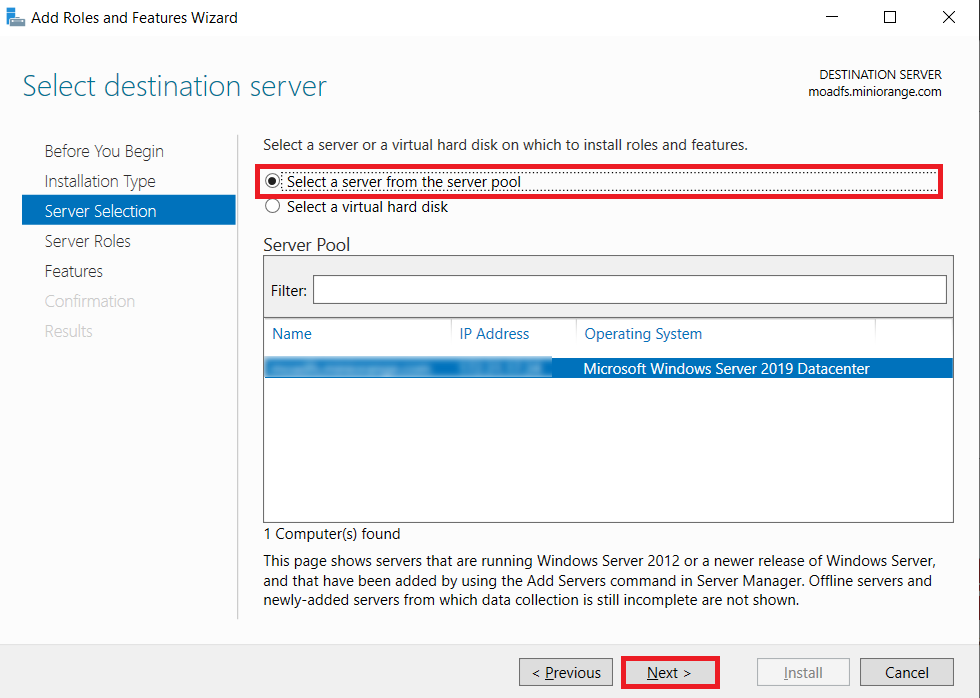 Add Roles and Features Wizard
Select destination server
DESTINATION SERVER
moadfs.miniorange.com
Before You Begin
Installation Type
Server Selection
Server Roles
Features
Confirmation
Results
Select a server or a virtual hard disk on which to install roles and features.
Select a server from the server pool
Select a virtual hard disk
Server Pool
Filter:
Name IP Address Operating System
Microsoft Windows Server 2019 Datacenter
1 Computer(s) found
This page shows servers that are running Windows Server 2012 or a newer release of Windows Server,
and that have been added by using the Add Servers command in Server Manager. Offline servers and
newly-added servers from which data collection is still incomplete are not shown.
< Previous Next > Install Cancel